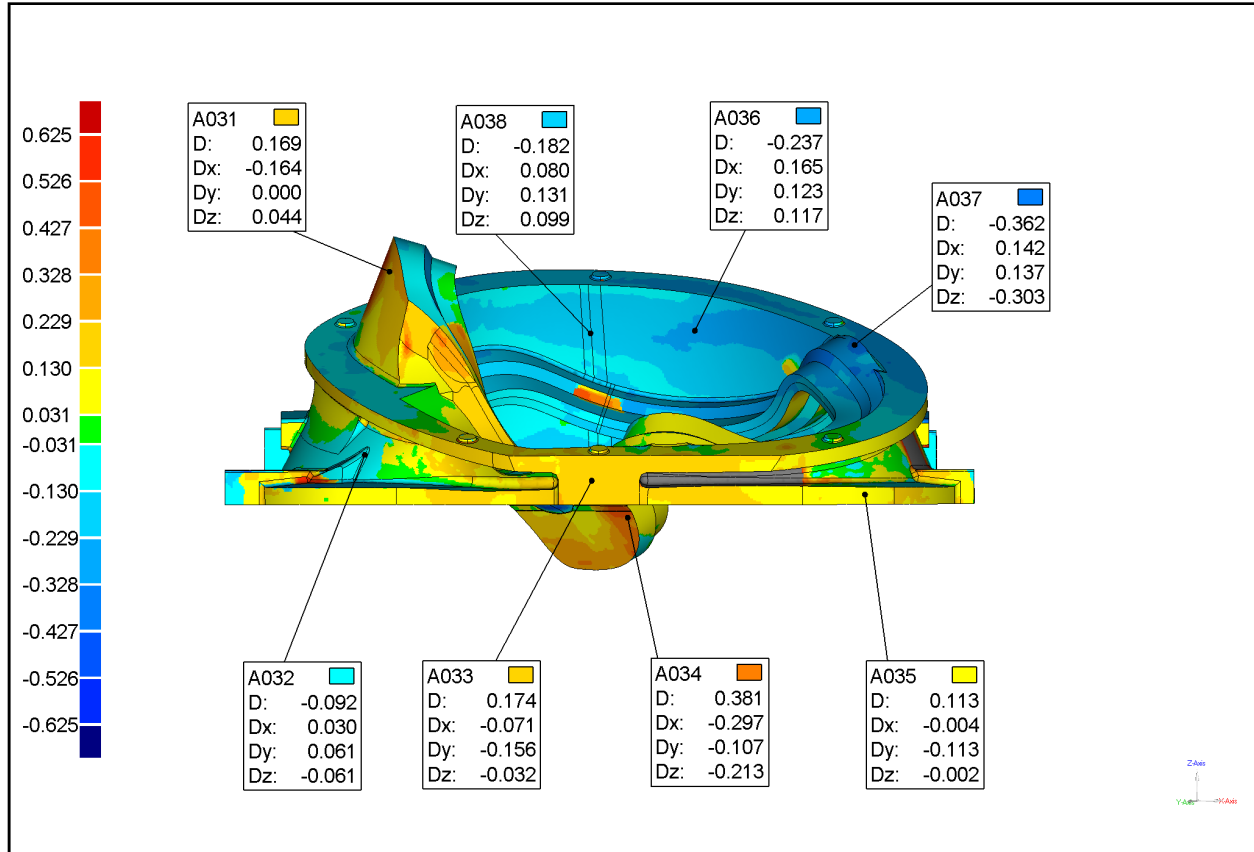 0.625
0.526
0.427
0.328
0.229
0.130
0.031
-0.031
-0.130
-0.229
-0.328
-0.427
-0.526
-0.625
A031
D: 0.169
Dx: -0.164
Dy: 0.000
Dz: 0.044
A038
D: -0.182
Dx: 0.080
Dy: 0.131
Dz: 0.099
A036
D: -0.237
Dx: 0.165
Dy: 0.123
Dz: 0.117
A037
D: -0.362
Dx: 0.142
Dy: 0.137
Dz: -0.303
A032
D: -0.092
Dx: 0.030
Dy: 0.061
Dz: -0.061
A033
D: 0.174
Dx: -0.071
Dy: -0.156
Dz: -0.032
A034
D: 0.381
Dx: -0.297
Dy: -0.107
Dz: -0.213
A035
D: 0.113
Dx: -0.004
Dy: -0.113
Dz: -0.002
Z-Axis
Y-Axis
X-Axis